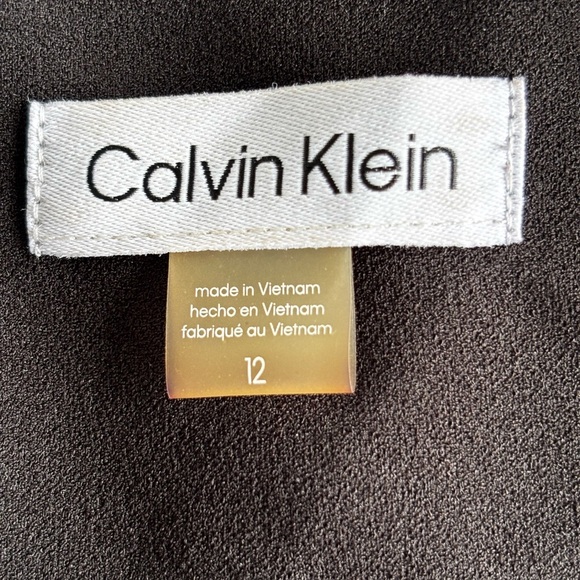 Calvin Klein
made in Vietnam
hecho en Vietnam
fabriqué au Vietnam
12